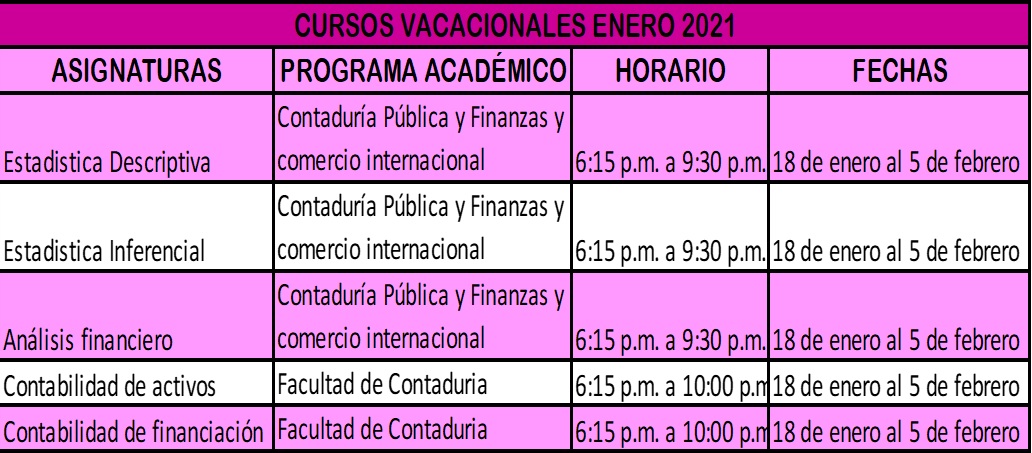 CURSOS VACACIONALES ENERO 2021
ASIGNATURAS PROGRAMA ACADÉMICO HORARIO FECHAS
Contaduría Pública y Finanzas y
Estadistica Descriptiva comercio internacional 6:15 p.m. a 9:30 p.m. 18 de enero al 5 de febrero
Contaduría Pública y Finanzas y
Estadistica Inferencial comercio internacional 6:15 p.m. a 9:30 p.m. 18 de enero al 5 de febrero
Contaduría Pública y Finanzas y
Análisis financiero comercio internacional 6:15 p.m. a 9:30 p.m. 18 de enero al 5 de febrero
Contabilidad de activos Facultad de Contaduria 6:15 p.m. a 10:00 p.m 18 de enero al 5 de febrero
Contabilidad de financiación Facultad de Contaduria 6:15 p.m. a 10:00 p.m 18 de enero al 5 de febrero